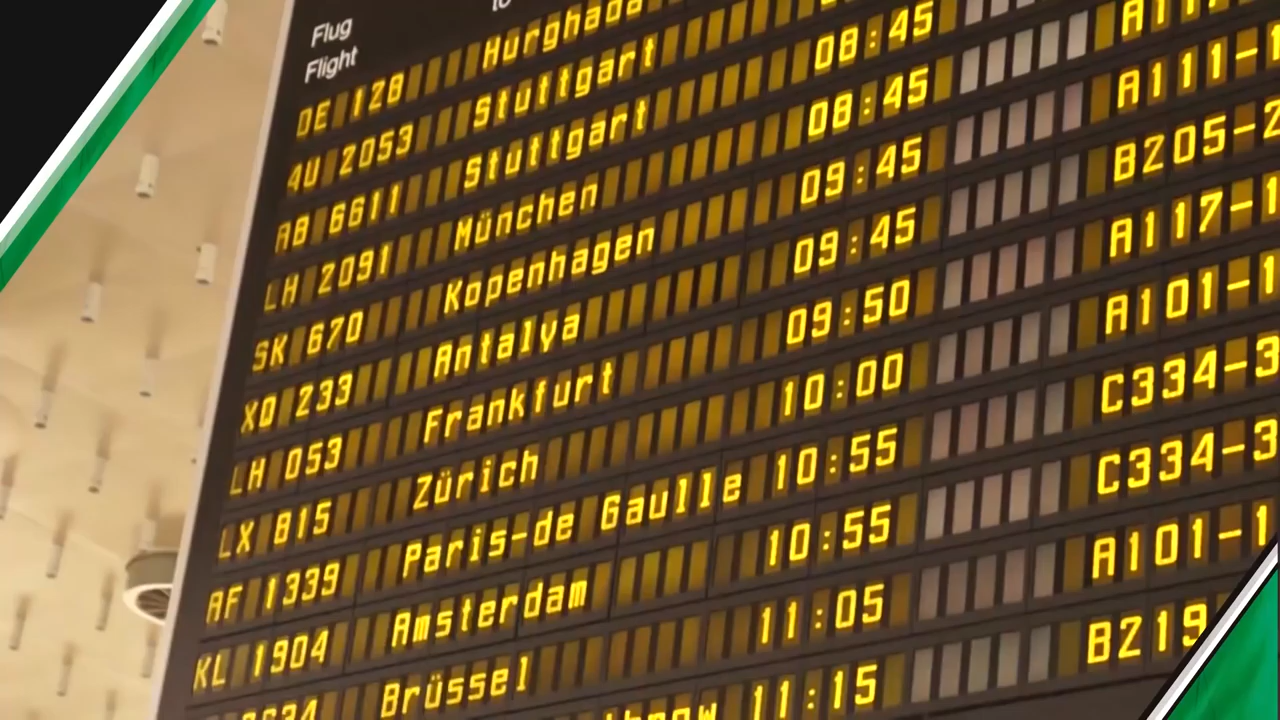 Flug to
Flight
DE 128 Hurghada
4U 2053 Stuttgart
AB 6611 Stuttgart 08:45
LH 2091 München 08:45
SK 670 Kopenhagen 09:45 A111-1
XQ 233 Antalya 09:45 B205-2
LH 053 Frankfurt 09:50 A117-1
LX 815 Zürich 10:00 A101-1
AF 1339 Paris-de Gaulle 10:55 C334-3
KL 1904 Amsterdam 10:55 C334-3
Brüssel 11:05 A101-1
11:15 B219